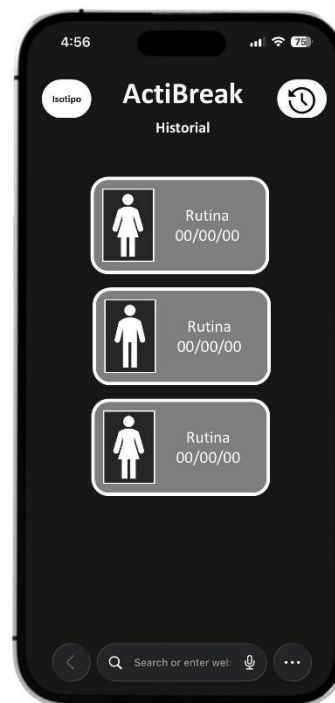 4:56
75
Isotipo
ActiBreak
Historial
Rutina
00/00/00
Rutina
00/00/00
Rutina
00/00/00
Search or enter wel